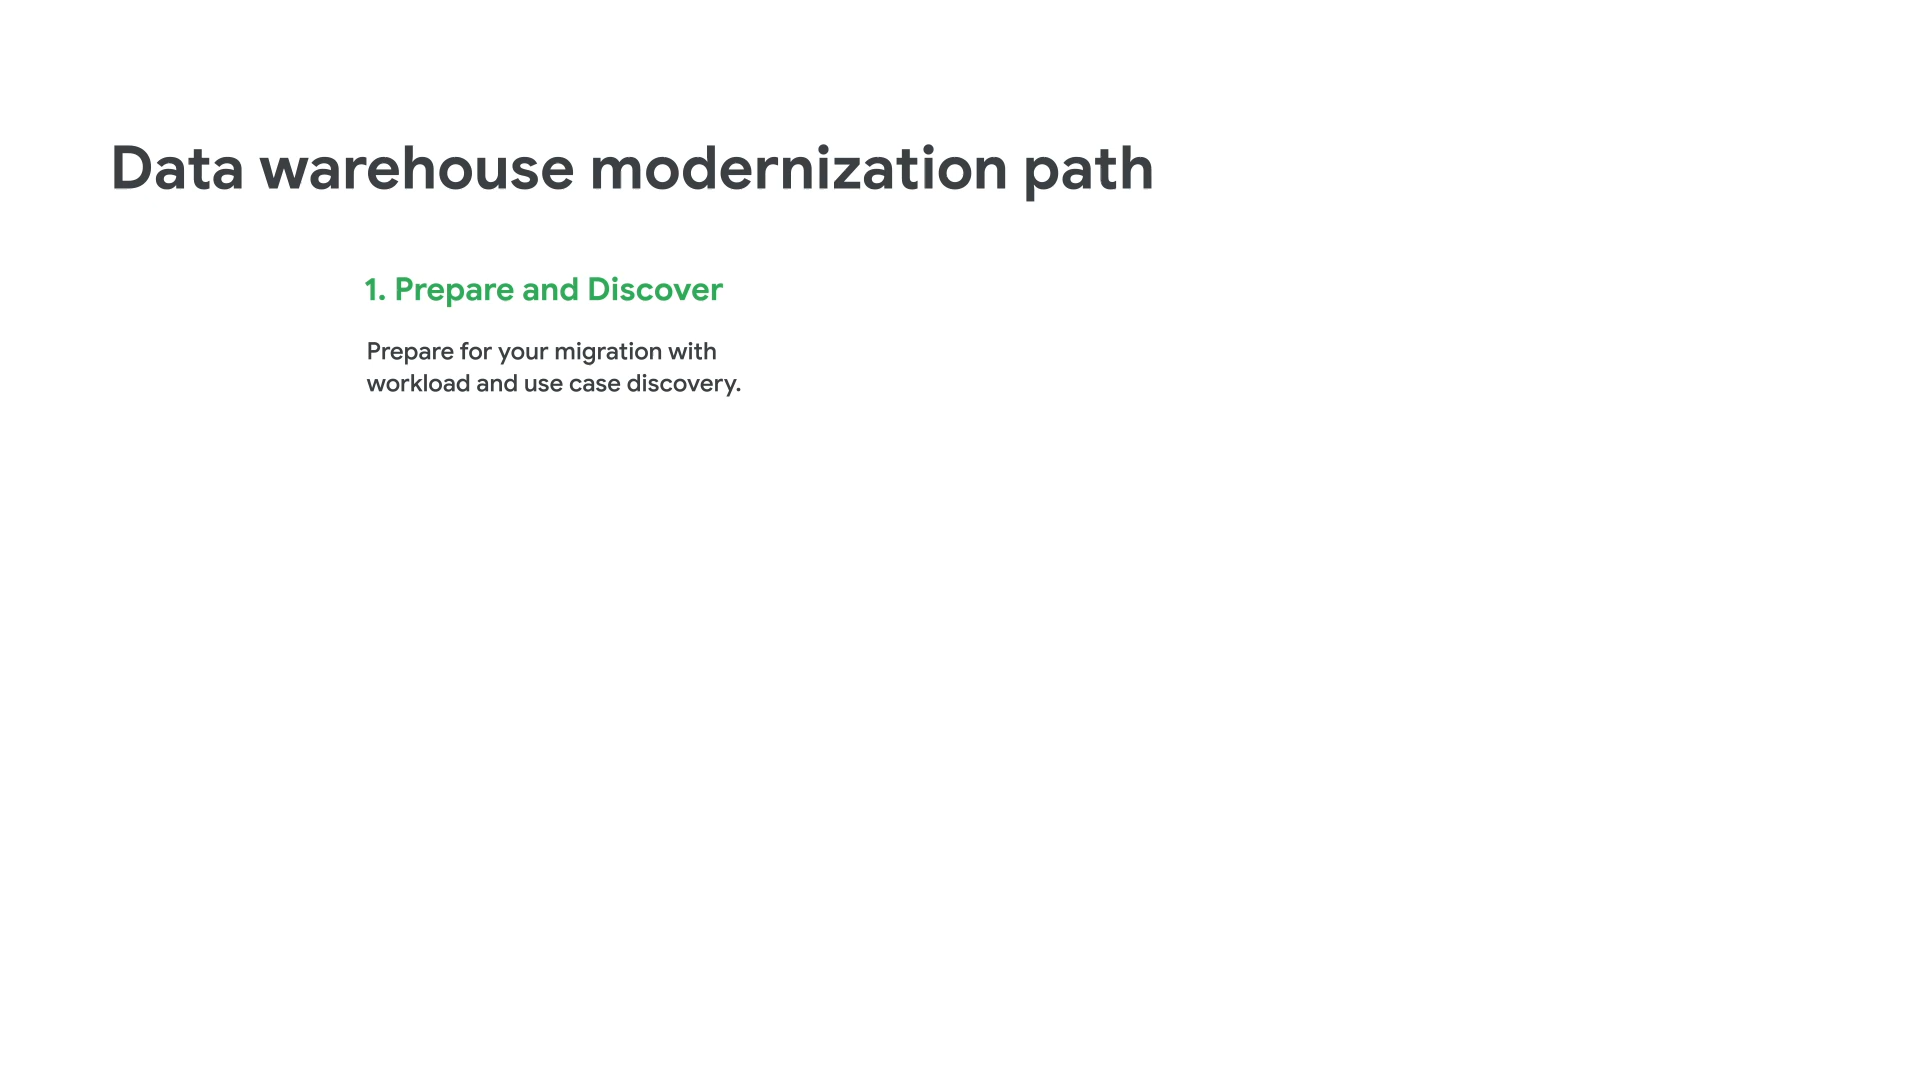 Data warehouse modernization path
1. Prepare and Discover
Prepare for your migration with
workload and use case discovery.